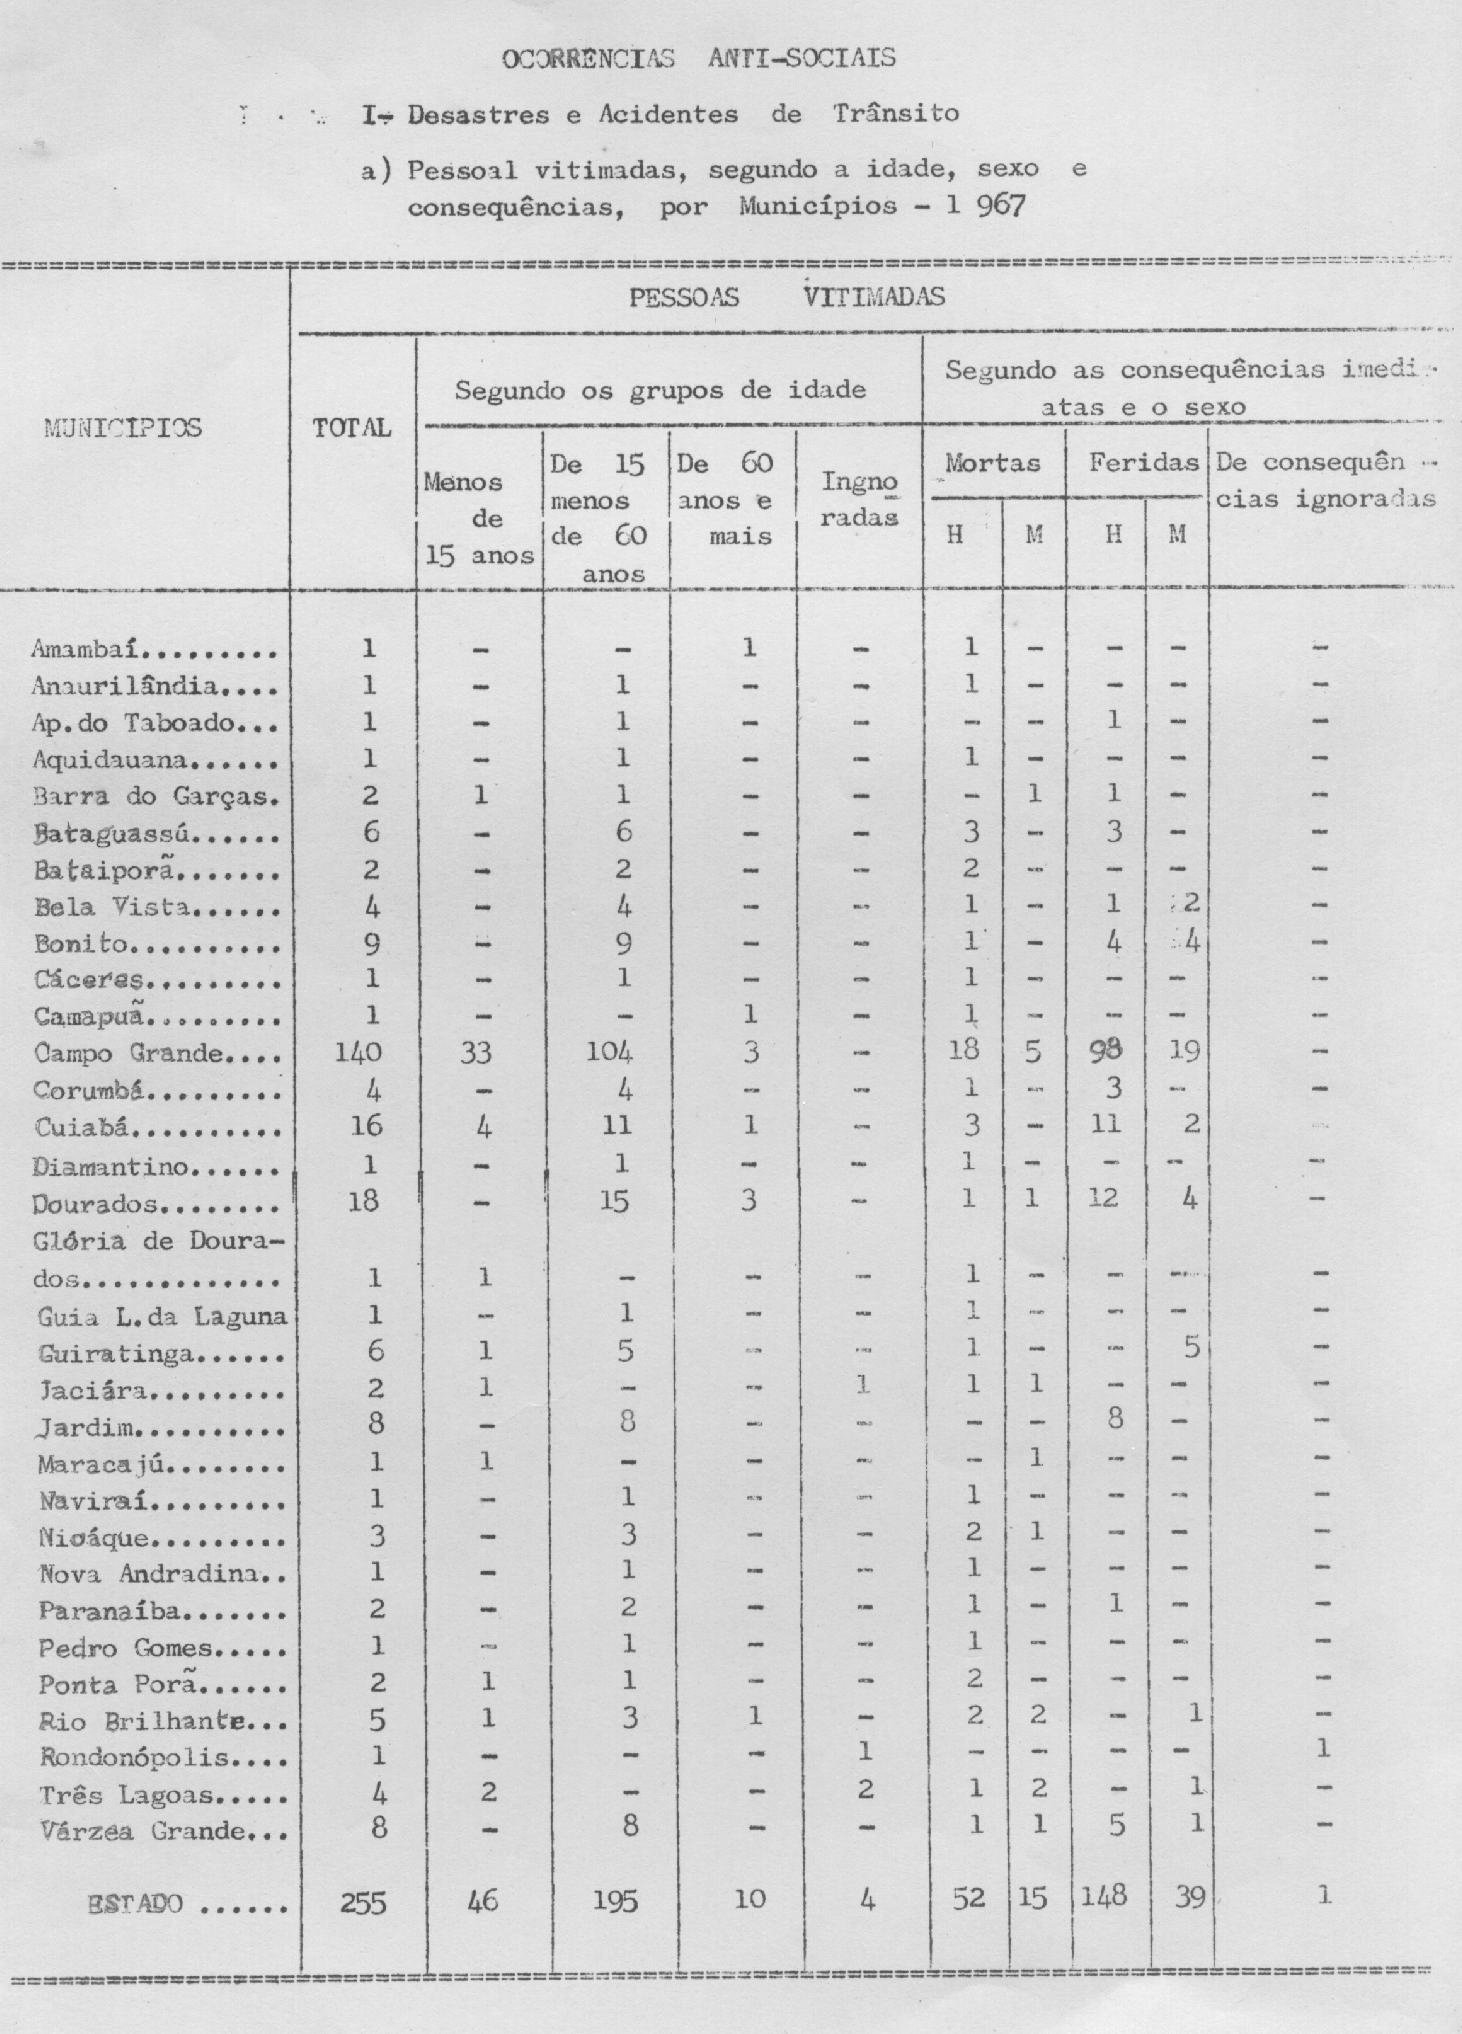 OCORRÊNCIAS ANTI-SOCIAIS
I- Desastres e Acidentes de Trânsito
a) Pessoal vitimadas, segundo a idade, sexo e
consequências, por Municípios - 1 967
PESSOAS VITIMADAS
MUNICÍPIOS
TOTAL
Segundo os grupos de idade
Segundo as consequências imedi-
atas e o sexo
Menos
de
15 anos
De 15
menos
de 60
anos
De 60
anos e
mais
Ingno
radas
Mortas
Feridas
De consequên -
cias ignoradas
H M H M
Amambaí......... 1 - - 1 - 1 - - - -
Anaurilândia.... 1 - 1 - - 1 - - - -
Ap.do Taboado... 1 - 1 - - - - 1 - -
Aquidauana...... 1 - 1 - - 1 - - - -
Barra do Garças. 2 1 1 - - - 1 1 - -
Bataguassú...... 6 - 6 - - 3 - 3 - -
Bataiporã....... 2 - 2 - - 2 - - - -
Bela Vista...... 4 - 4 - - 1 - 1 2 -
Bonito.......... 9 - 9 - - 1 - 4 4 -
Cáceres......... 1 - 1 - - 1 - - - -
Camapuã......... 1 - - 1 - 1 - - - -
Campo Grande.... 140 33 104 3 - 18 5 98 19 -
Corumbá......... 4 - 4 - - 1 - 3 - -
Cuiabá.......... 16 4 11 1 - 3 - 11 2 -
Diamantino...... 1 - 1 - - 1 - - - -
Dourados........ 18 - 15 3 - 1 1 12 4 -
Glória de Doura-
dos............. 1 1 - - - 1 - - - -
Guia L.da Laguna 1 - 1 - - 1 - - - -
Guiratinga...... 6 1 5 - - 1 - - 5 -
Jaciára......... 2 1 - - 1 1 1 - - -
Jardim.......... 8 - 8 - - - - 8 - -
Maracajú........ 1 1 - - - - 1 - - -
Naviraí......... 1 - 1 - - 1 - - - -
Nioáque......... 3 - 3 - - 2 1 - - -
Nova Andradina.. 1 - 1 - - 1 - - - -
Paranaíba....... 2 - 2 - - 1 - 1 - -
Pedro Gomes..... 1 - 1 - - 1 - - - -
Ponta Porã...... 2 1 1 - - 2 - - - -
Rio Brilhante... 5 1 3 1 - 2 2 - 1 -
Rondonópolis.... 1 - - - 1 - - - - 1
Três Lagoas..... 4 2 - - 2 1 2 - 1 -
Várzea Grande... 8 - 8 - - 1 1 5 1 -
ESTADO ...... 255 46 195 10 4 52 15 148 39 1